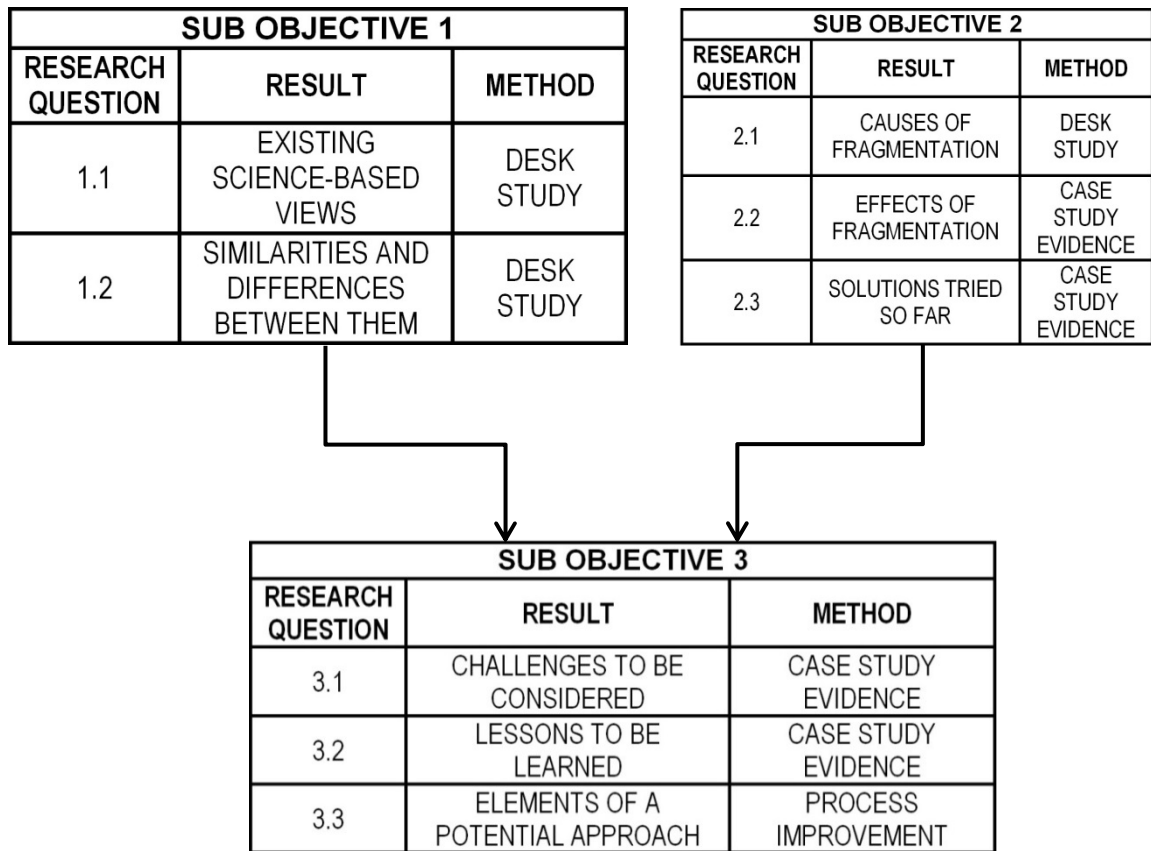 SUB OBJECTIVE 1
RESEARCH
QUESTION
RESULT
METHOD
1.1
EXISTING
SCIENCE-BASED
VIEWS
DESK
STUDY
1.2
SIMILARITIES AND
DIFFERENCES
BETWEEN THEM
DESK
STUDY
SUB OBJECTIVE 2
RESEARCH
QUESTION
RESULT
METHOD
2.1
CAUSES OF
FRAGMENTATION
DESK
STUDY
2.2
EFFECTS OF
FRAGMENTATION
CASE
STUDY
EVIDENCE
2.3
SOLUTIONS TRIED
SO FAR
CASE
STUDY
EVIDENCE
SUB OBJECTIVE 3
RESEARCH
QUESTION
RESULT
METHOD
3.1
CHALLENGES TO BE
CONSIDERED
CASE STUDY
EVIDENCE
3.2
LESSONS TO BE
LEARNED
CASE STUDY
EVIDENCE
3.3
ELEMENTS OF A
POTENTIAL APPROACH
PROCESS
IMPROVEMENT